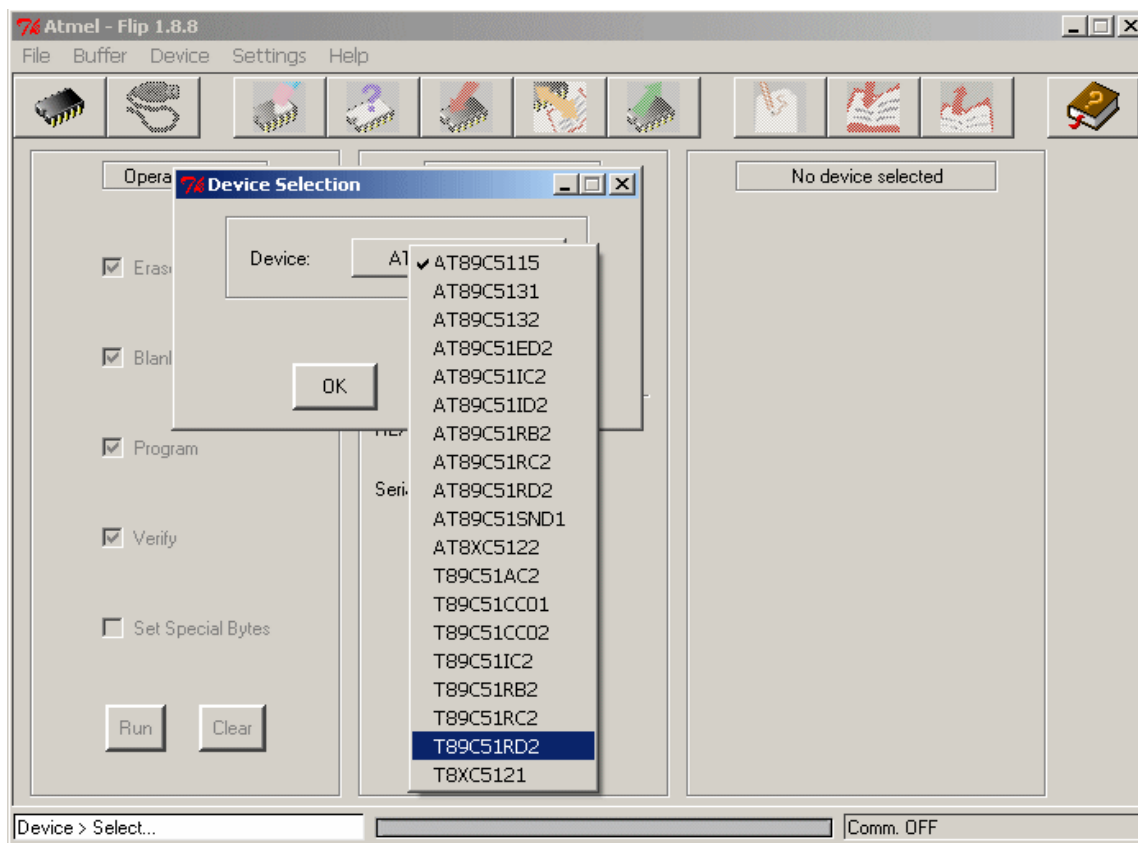 Atmel - Flip 1.8.8
File Buffer Device Settings Help
Device Selection
No device selected
Device:
AT89C5115
AT89C5131
AT89C5132
AT89C51ED2
AT89C51IC2
AT89C51ID2
AT89C51RB2
AT89C51RC2
AT89C51RD2
AT89C51SND1
AT8XC5122
T89C51AC2
T89C51CC01
T89C51CC02
T89C51IC2
T89C51RB2
T89C51RC2
T89C51RD2
T8XC5121
OK
Program
Verify
Set Special Bytes
Run Clear
Device > Select...
Comm. OFF